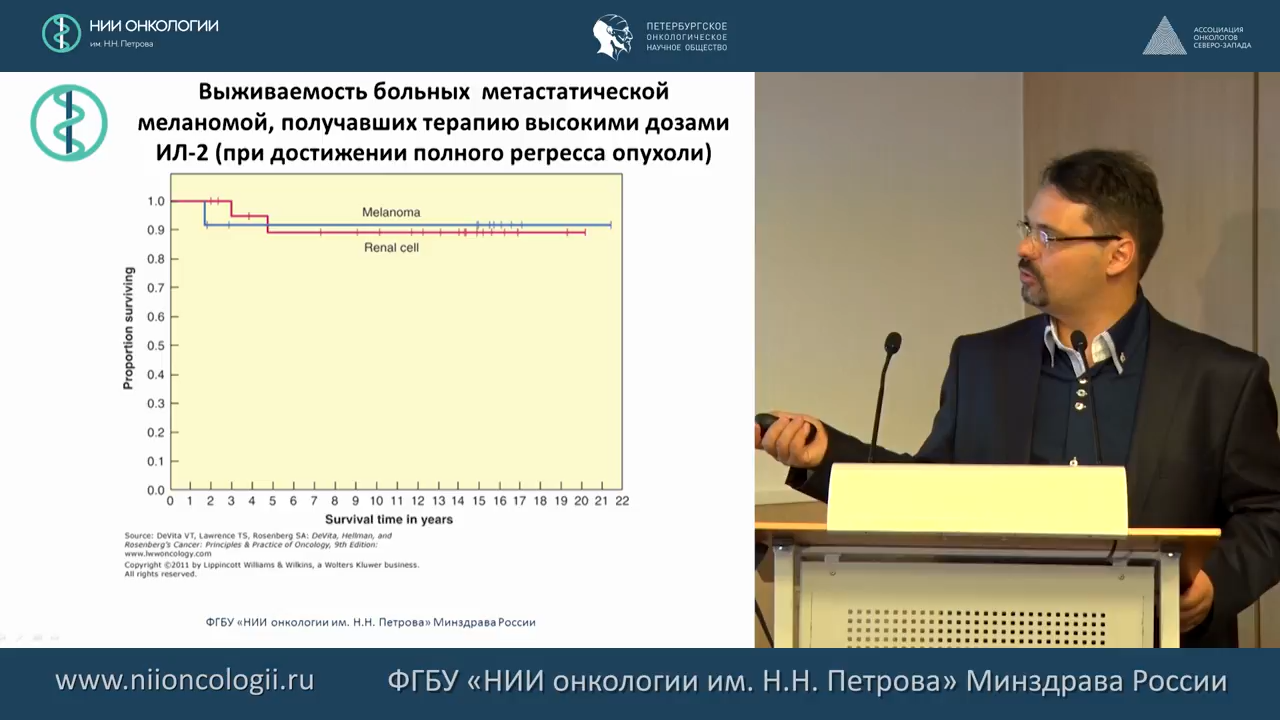 НИИ ОНКОЛОГИИ
им. Н.Н. Петрова
ПЕТЕРБУРГСКОЕ
ОНКОЛОГИЧЕСКОЕ
НАУЧНОЕ ОБЩЕСТВО
АССОЦИАЦИЯ
ОНКОЛОГОВ
СЕВЕРО-ЗАПАДА
Выживаемость больных метастатической
меланомой, получавших терапию высокими дозами
ИЛ-2 (при достижении полного регресса опухоли)
Proportion surviving
1.0
0.9
0.8
0.7
0.6
0.5
0.4
0.3
0.2
0.1
0.0
Melanoma
Renal cell
0 1 2 3 4 5 6 7 8 9 10 11 12 13 14 15 16 17 18 19 20 21 22
Survival time in years
Source: DeVita VT, Lawrence TS, Rosenberg SA: DeVita, Hellman, and
Rosenberg's Cancer: Principles & Practice of Oncology, 9th Edition:
www.lwwoncology.com
Copyright ©2011 by Lippincott Williams & Wilkins, a Wolters Kluwer business.
All rights reserved.
ФГБУ «НИИ онкологии им. Н.Н. Петрова» Минздрава России
www.niioncologii.ru
ФГБУ «НИИ онкологии им. Н.Н. Петрова» Минздрава России